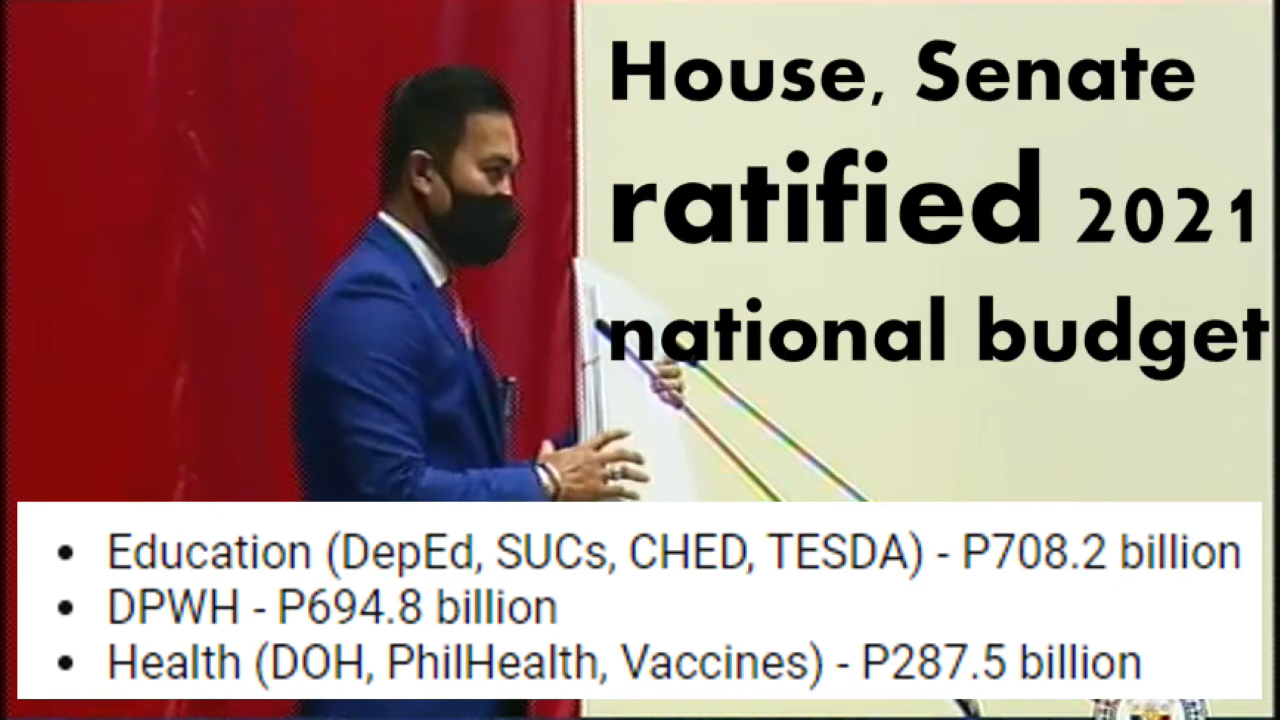 House, Senate
ratified 2021
national budget
• Education (DepEd, SUCs, CHED, TESDA) - P708.2 billion
• DPWH - P694.8 billion
• Health (DOH, PhilHealth, Vaccines) - P287.5 billion